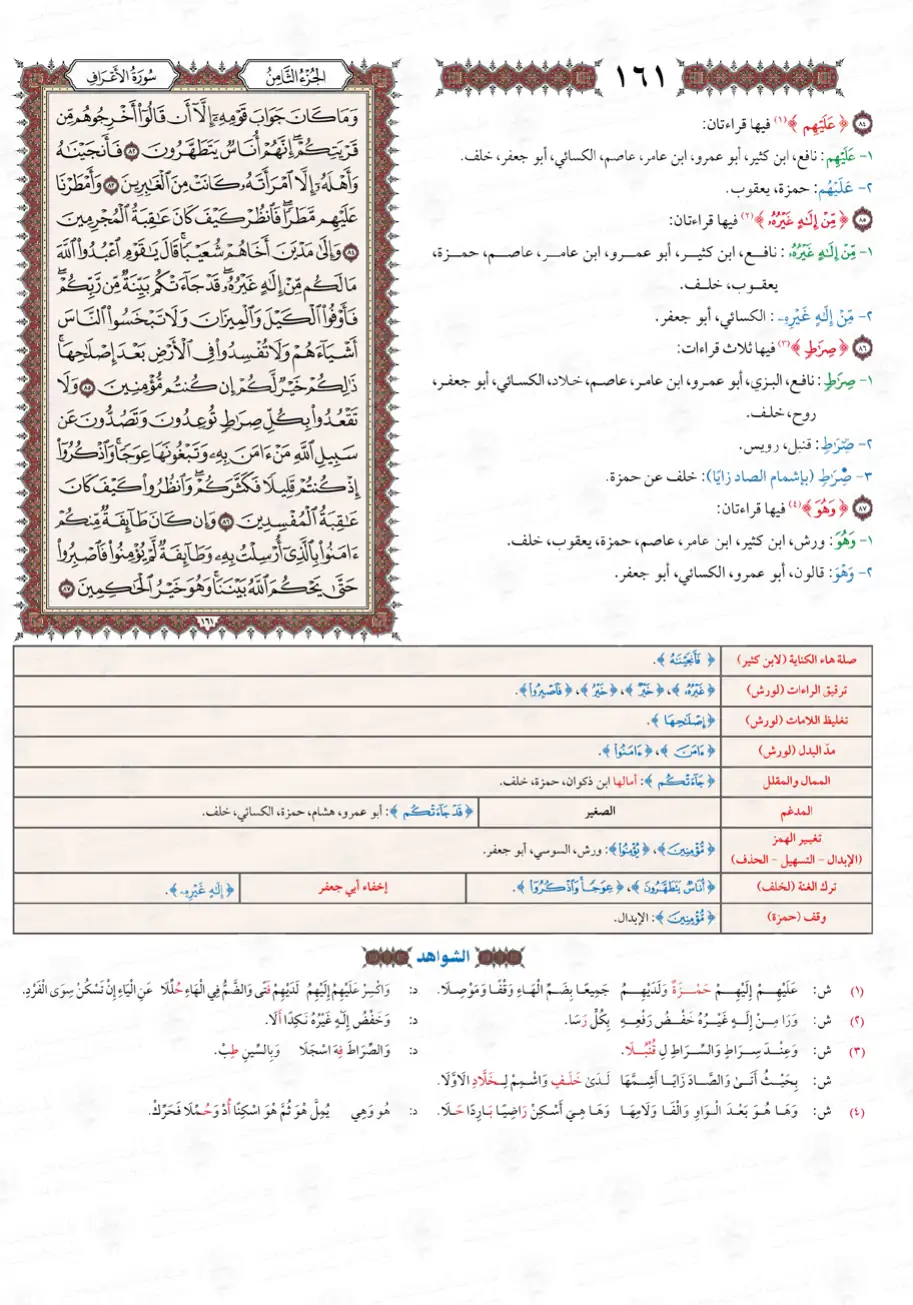 ١٦١
﴿ عَلَيْهِم ﴾(١) فيها قراءتان:
١- عَلَيْهِم: نافع، ابن كثير، أبو عمرو، ابن عامر، عاصم، الكسائي، أبو جعفر، خلف.
٢- عَلَيْهُم: حمزة، يعقوب.
﴿ مِّنْ إِلَٰهٍ غَيْرُهُۥ ﴾(٢) فيها قراءتان:
١- مِّنْ إِلَٰهٍ غَيْرُهُۥ: نافع، ابن كثير، أبو عمرو، ابن عامر، عاصم، حمزة،
يعقوب، خلف.
٢- مِّنْ إِلَٰهٍ غَيْرِهِۦ: الكسائي، أبو جعفر.
﴿ صِرَٰطٍ ﴾(٣) فيها ثلاث قراءات:
١- صِرَٰطٍ: نافع، البزي، أبو عمرو، ابن عامر، عاصم، خلاد، الكسائي، أبو جعفر،
روح، خلف.
٢- صِۜرَٰطٍ: قنبل، رويس.
٣- صِرَٰطٍ (بإشمام الصاد زايًا): خلف عن حمزة.
﴿ وَهُوَ ﴾(٤) فيها قراءتان:
١- وَهُوَ: ورش، ابن كثير، ابن عامر، عاصم، حمزة، يعقوب، خلف.
٢- وَهْوَ: قالون، أبو عمرو، الكسائي، أبو جعفر.
الجُزْءُ الثَّامِنُ سُورَةُ الأَعْرَافِ
وَمَا كَانَ جَوَابَ قَوْمِهِۦٓ إِلَّآ أَن قَالُوٓا۟ أَخْرِجُوهُم مِّن
قَرْيَتِكُمْ ۖ إِنَّهُمْ أُنَاسٌ يَتَطَهَّرُونَ ٨٢ فَأَنجَيْنَٰهُ
وَأَهْلَهُۥٓ إِلَّا ٱمْرَأَتَهُۥ كَانَتْ مِنَ ٱلْغَٰبِرِينَ ٨٣ وَأَمْطَرْنَا
عَلَيْهِم مَّطَرًا ۖ فَٱنظُرْ كَيْفَ كَانَ عَٰقِبَةُ ٱلْمُجْرِمِينَ
٨٤ وَإِلَىٰ مَدْيَنَ أَخَاهُمْ شُعَيْبًا ۗ قَالَ يَٰقَوْمِ ٱعْبُدُوا۟ ٱللَّهَ
مَا لَكُم مِّنْ إِلَٰهٍ غَيْرُهُۥ ۖ قَدْ جَآءَتْكُم بَيِّنَةٌ مِّن رَّبِّكُمْ ۖ
فَأَوْفُوا۟ ٱلْكَيْلَ وَٱلْمِيزَانَ وَلَا تَبْخَسُوا۟ ٱلنَّاسَ
أَشْيَآءَهُمْ وَلَا تُفْسِدُوا۟ فِى ٱلْأَرْضِ بَعْدَ إِصْلَٰحِهَا ۚ
ذَٰلِكُمْ خَيْرٌ لَّكُمْ إِن كُنتُم مُّؤْمِنِينَ ٨٥ وَلَا
تَقْعُدُوا۟ بِكُلِّ صِرَٰطٍ تُوعِدُونَ وَتَصُدُّونَ عَن
سَبِيلِ ٱللَّهِ مَنْ ءَامَنَ بِهِۦ وَتَبْغُونَهَا عِوَجًا ۚ وَٱذْكُرُوٓا۟
إِذْ كُنتُمْ قَلِيلًا فَكَثَّرَكُمْ ۖ وَٱنظُرُوا۟ كَيْفَ كَانَ
عَٰقِبَةُ ٱلْمُفْسِدِينَ ٨٦ وَإِن كَانَ طَآئِفَةٌ مِّنكُمْ
ءَامَنُوا۟ بِٱلَّذِىٓ أُرْسِلْتُ بِهِۦ وَطَآئِفَةٌ لَّمْ يُؤْمِنُوا۟ فَٱصْبِرُوا۟
حَتَّىٰ يَحْكُمَ ٱللَّهُ بَيْنَنَا ۚ وَهُوَ خَيْرُ ٱلْحَٰكِمِينَ ٨٧
١٦١
صلة هاء الكناية (لابن كثير) ﴿ فَأَنجَيْنَٰهُ ﴾.
ترقيق الراءات (لورش) ﴿ غَيْرُهُۥ ﴾، ﴿ خَيْرٌ ﴾، ﴿ خَيْرُ ﴾، ﴿ فَٱصْبِرُوا۟ ﴾.
تغليظ اللامات (لورش) ﴿ إِصْلَٰحِهَا ﴾.
مدّ البدل (لورش) ﴿ ءَامَنَ ﴾، ﴿ ءَامَنُوا۟ ﴾.
الممال والمقلل ﴿ جَآءَتْكُم ﴾: أمالها ابن ذكوان، حمزة، خلف.
المدغم الصغير ﴿ قَدْ جَآءَتْكُم ﴾: أبو عمرو، هشام، حمزة، الكسائي، خلف.
تغيير الهمز
(الإبدال - التسهيل - الحذف) ﴿ مُّؤْمِنِينَ ﴾، ﴿ يُؤْمِنُوا۟ ﴾: ورش، السوسي، أبو جعفر.
ترك الغنة (لخلف) ﴿ أُنَاسٌ يَتَطَهَّرُونَ ﴾، ﴿ عِوَجًا وَٱذْكُرُوٓا۟ ﴾. إخفاء أبي جعفر ﴿ إِلَٰهٍ غَيْرِهِۦ ﴾.
وقف (حمزة) ﴿ مُّؤْمِنِينَ ﴾: الإبدال.
الشواهد
(١) ش: عَلَيْهِمْ إِلَيْهِمْ حَمْزَةٌ وَلَدَيْهِمُ جَمِيعًا بِضَمِّ الْهَاءِ وَقْفًا وَمَوْصِلَا. د: وَاكْسِرْ عَلَيْهِمْ إِلَيْهِمُ لَدَيْهِمْ فَتًى وَالضَّمُّ فِي الْهَاءِ حُلِّلَا عَنِ الْيَاءِ إِنْ تَسْكُنْ سِوَى الْفَرْدِ.
(٢) ش: وَرَا مِنْ إِلَهٍ غَيْرُهُ خَفْضُ رَفْعِهِ بِكُلٍّ رَسَا. د: وَخَفْضُ إِلَهٍ غَيْرُهُ نَكِدًا أَلَا.
(٣) ش: وَعِنْدَ سِرَاطٍ وَالسِّرَاطَ لِ قُنْبُلَا. د: وَالصِّرَاطَ فِهَ اسْجَلَا وَبِالسِّينِ طِبْ.
ش: بِحَيْثُ أَتَى وَالصَّادَ زَايًا أَشِمَّهَا لَدَى خَلَفٍ وَاشْمِمْ لِخَلَّادٍ الَاوَّلَا.
(٤) ش: وَهَا هُوَ بَعْدَ الْوَاوِ وَالْفَا وَلَامِهَا وَهَا هِيَ أَسْكِنْ رَاضِيًا بَارِدًا حَلَا. د: هُوَ وَهِي يُمِلَّ هُوَ ثُمَّ هُوَ اسْكِنًا أُدْ وَحُمِّلَا فَحَرِّكْ.